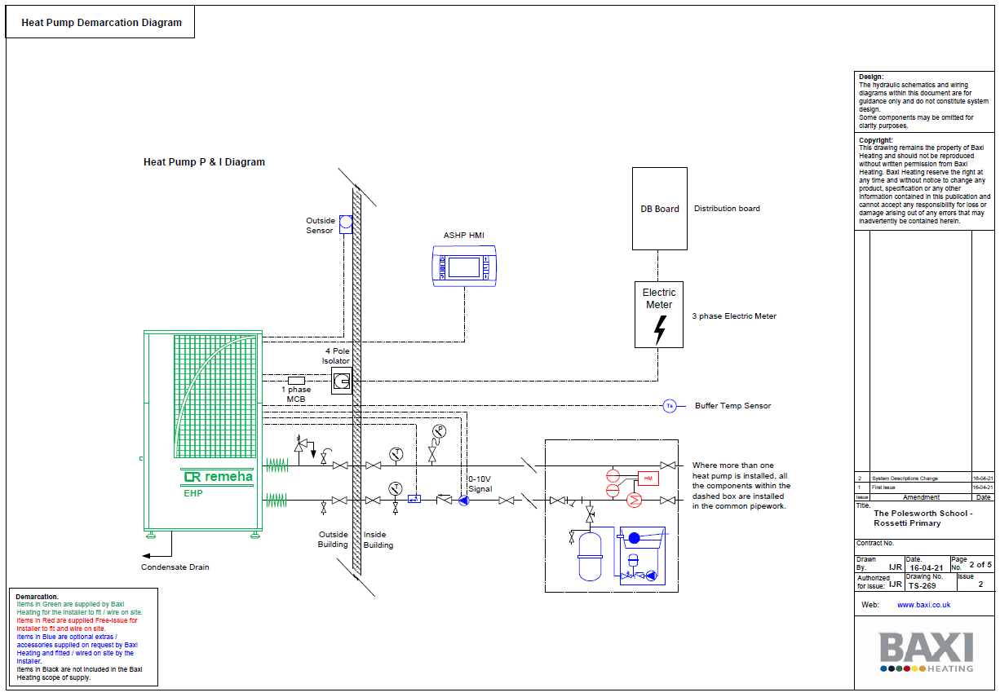 Heat Pump Demarcation Diagram
Design:
The hydraulic schematics and wiring
diagrams within this document are for
guidance only and do not constitute system
design.
Some components may be omitted for
clarity purposes.
Copyright:
This drawing remains the property of Baxi
Heating and should not be reproduced
without written permission from Baxi
Heating. Baxi Heating reserve the right at
any time and without notice to change any
product, specification or any other
information contained in this publication and
cannot accept any responsibility for loss or
damage arising out of any errors that may
inadvertently be contained herein.
Heat Pump P & I Diagram
Outside
Sensor
ASHP HMI
DB Board
Distribution board
Electric
Meter
3 phase Electric Meter
4 Pole
Isolator
1 phase
MCB
Ts
Buffer Temp Sensor
P
T
T
0-10V
Signal
HM
Where more than one
heat pump is installed, all
the components within the
dashed box are installed
in the common pipework.
remeha
EHP
Outside
Building
Inside
Building
Condensate Drain
Demarcation.
Items in Green are supplied by Baxi
Heating for the installer to fit / wire on site.
Items in Red are supplied Free-issue for
installer to fit and wire on site.
Items in Blue are optional extras /
accessories supplied on request by Baxi
Heating and fitted / wired on site by the
installer.
Items in Black are not included in the Baxi
Heating scope of supply.
2 System Descriptions Change 16-04-21
1 First issue 16-04-21
Issue Amendment Date
Title.
The Polesworth School -
Rossetti Primary
Contract No.
Drawn
By. IJR
Date.
16-04-21
Page
No. 2 of 5
Authorized
for issue: IJR
Drawing No.
TS-269
Issue
2
Web: www.baxi.co.uk
BAXI
HEATING